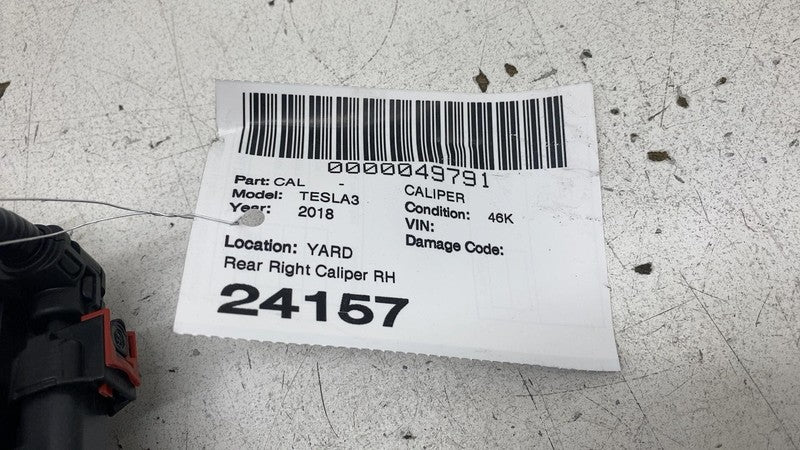 0000049791
Part: CAL - CALIPER
Model: TESLA3 Condition: 46K
Year: 2018 VIN:
Damage Code:
Location: YARD
Rear Right Caliper RH
24157